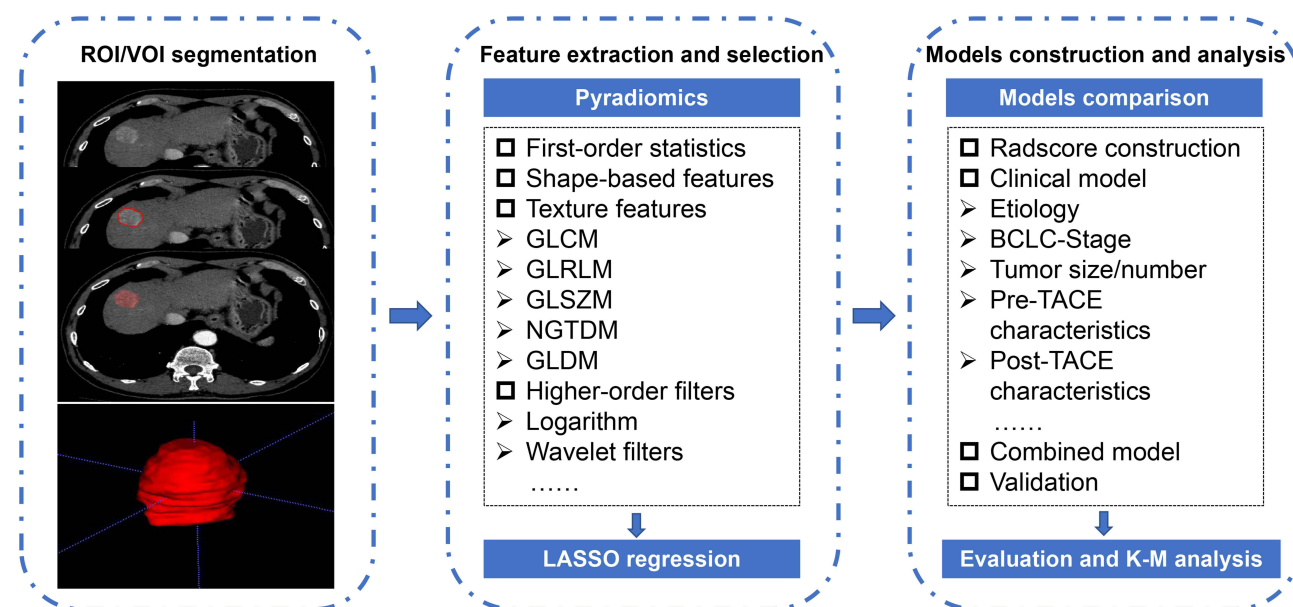 ROI/VOI segmentation
Feature extraction and selection
Pyradiomics
First-order statistics
Shape-based features
Texture features
GLCM
GLRLM
GLSZM
NGTDM
GLDM
Higher-order filters
Logarithm
Wavelet filters
……
LASSO regression
Models construction and analysis
Models comparison
Radscore construction
Clinical model
Etiology
BCLC-Stage
Tumor size/number
Pre-TACE
characteristics
Post-TACE
characteristics
……
Combined model
Validation
Evaluation and K-M analysis